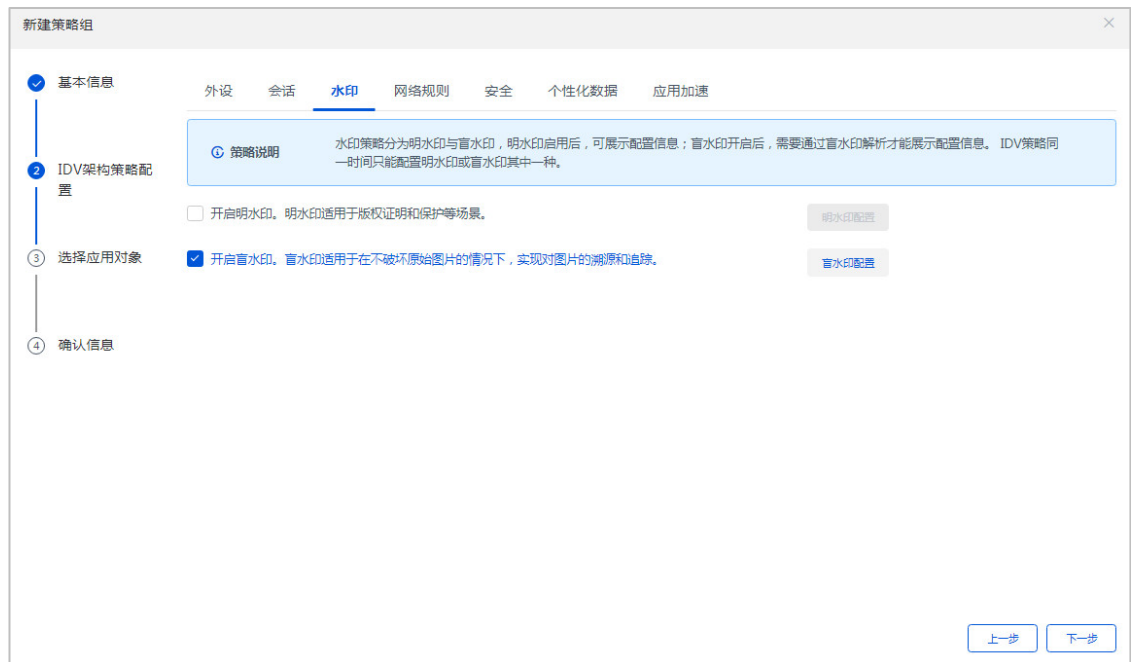 新建策略组
基本信息
2
IDV架构策略配
置
3
选择应用对象
4
确认信息
外设 会话 水印 网络规则 安全 个性化数据 应用加速
策略说明
水印策略分为明水印与盲水印，明水印启用后，可展示配置信息；盲水印开启后，需要通过盲水印解析才能展示配置信息。 IDV策略同
一时间只能配置明水印或盲水印其中一种。
开启明水印。明水印适用于版权证明和保护等场景。
明水印配置
开启盲水印。盲水印适用于在不破坏原始图片的情况下，实现对图片的溯源和追踪。
盲水印配置
上一步 下一步